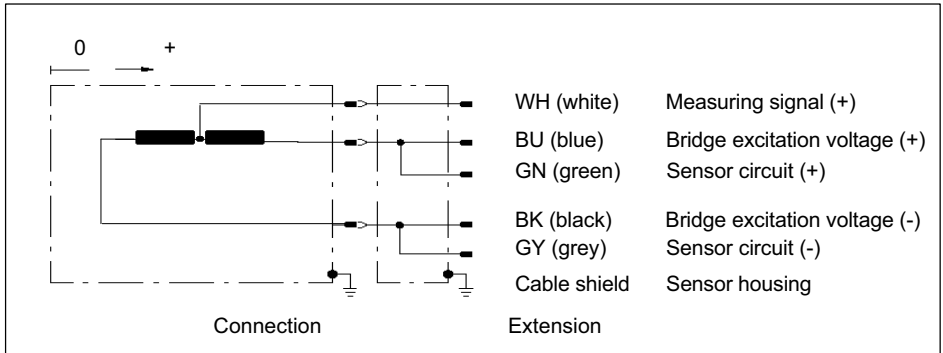 0 +
WH (white) Measuring signal (+)
BU (blue) Bridge excitation voltage (+)
GN (green) Sensor circuit (+)
BK (black) Bridge excitation voltage (-)
GY (grey) Sensor circuit (-)
Cable shield Sensor housing
Connection Extension